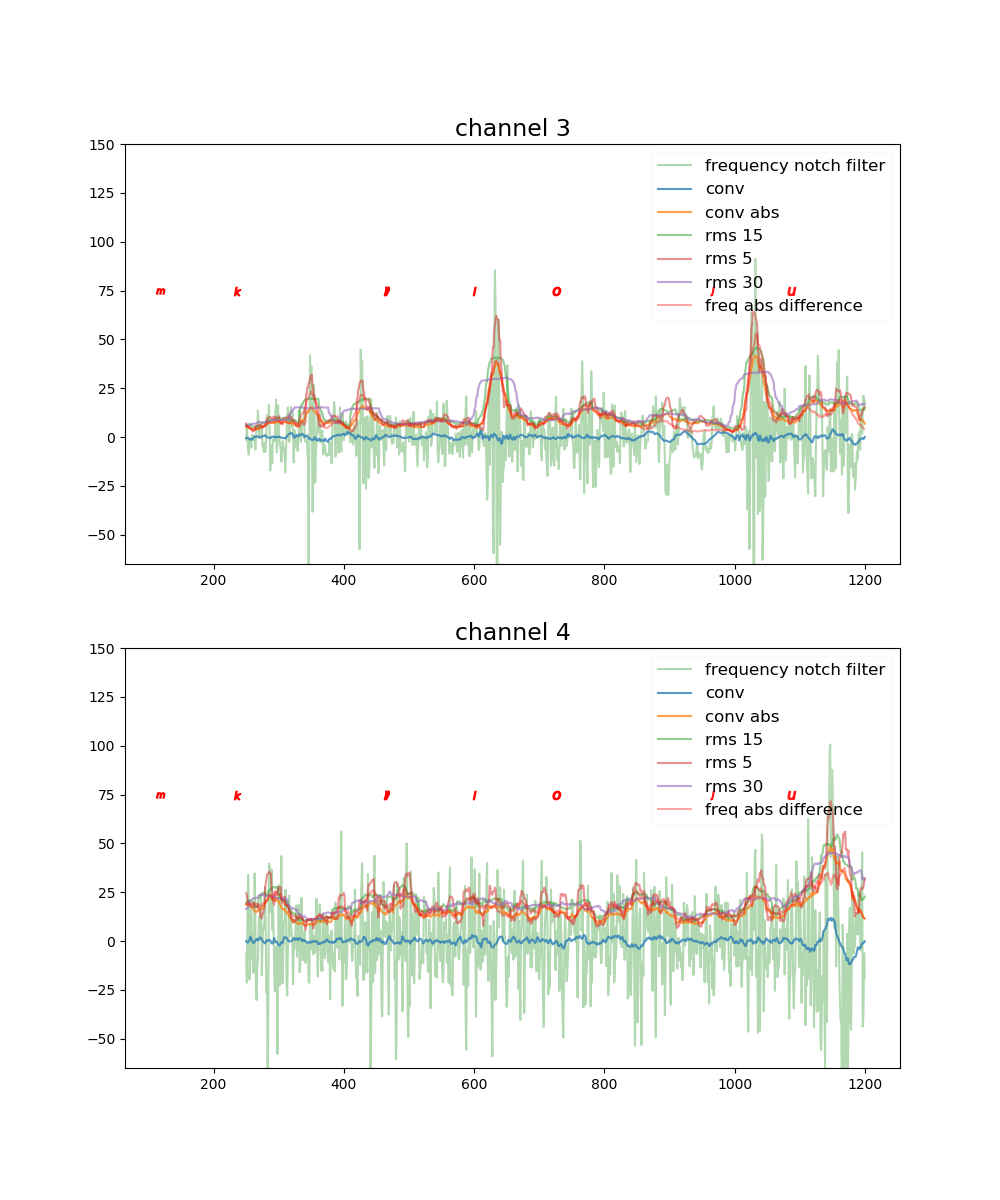 channel 3
150
125
100
75
50
25
0
−25
−50
frequency notch filter
conv
conv abs
rms 15
rms 5
rms 30
freq abs difference
m k l o j u
200 400 600 800 1000 1200
channel 4
150
125
100
75
50
25
0
−25
−50
frequency notch filter
conv
conv abs
rms 15
rms 5
rms 30
freq abs difference
m k l o j u
200 400 600 800 1000 1200